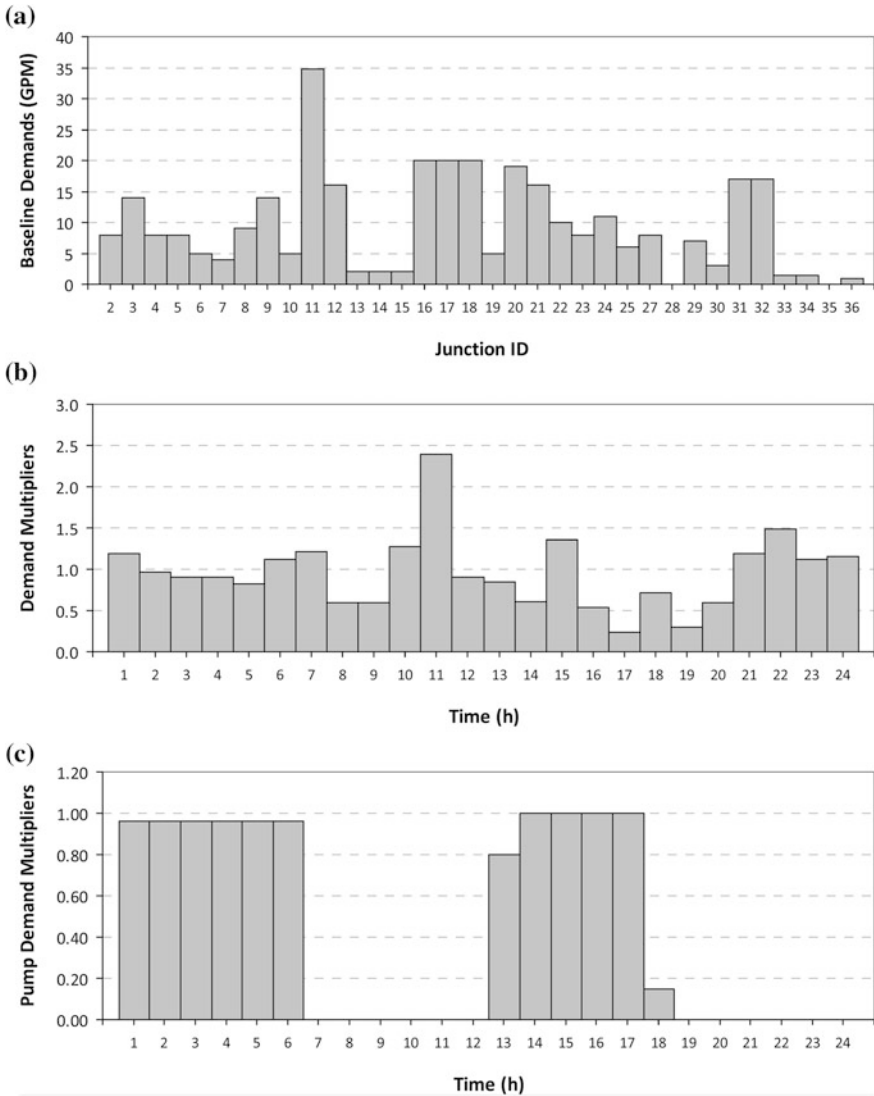 (a)
Baseline Demands (GPM)
40
35
30
25
20
15
10
5
0
2 3 4 5 6 7 8 9 10 11 12 13 14 15 16 17 18 19 20 21 22 23 24 25 27 28 29 30 31 32 33 34 35 36
Junction ID
(b)
Demand Multipliers
3.0
2.5
2.0
1.5
1.0
0.5
0.0
1 2 3 4 5 6 7 8 9 10 11 12 13 14 15 16 17 18 19 20 21 22 23 24
Time (h)
(c)
Pump Demand Multipliers
1.20
1.00
0.80
0.60
0.40
0.20
0.00
1 2 3 4 5 6 7 8 9 10 11 12 13 14 15 16 17 18 19 20 21 22 23 24
Time (h)